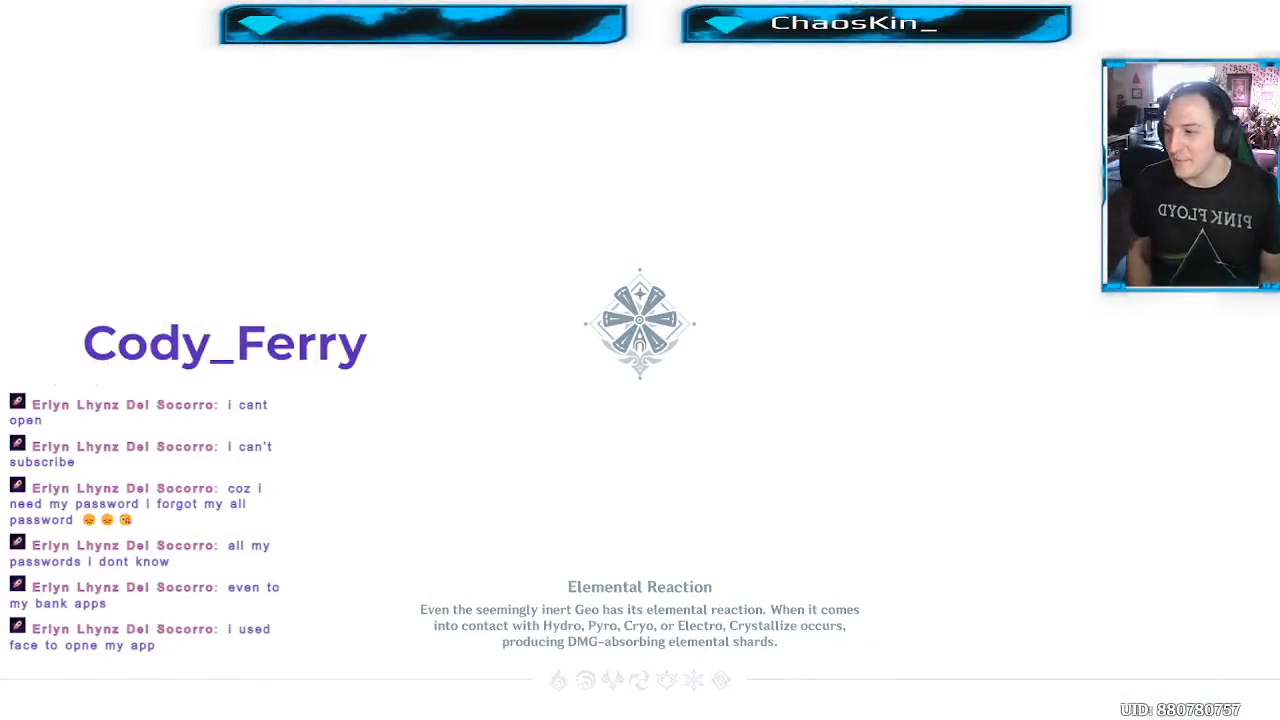 ChaosKin_
PINK FLOYD
Cody_Ferry
Erlyn Lhynz Del Socorro: i cant
open
Erlyn Lhynz Del Socorro: i can't
subscribe
Erlyn Lhynz Del Socorro: coz i
need my password i forgot my all
password 😞 😞 😘
Erlyn Lhynz Del Socorro: all my
passwords i dont know
Erlyn Lhynz Del Socorro: even to
my bank apps
Erlyn Lhynz Del Socorro: i used
face to opne my app
Elemental Reaction
Even the seemingly inert Geo has its elemental reaction. When it comes
into contact with Hydro, Pyro, Cryo, or Electro, Crystallize occurs,
producing DMG-absorbing elemental shards.
UID: 880780757